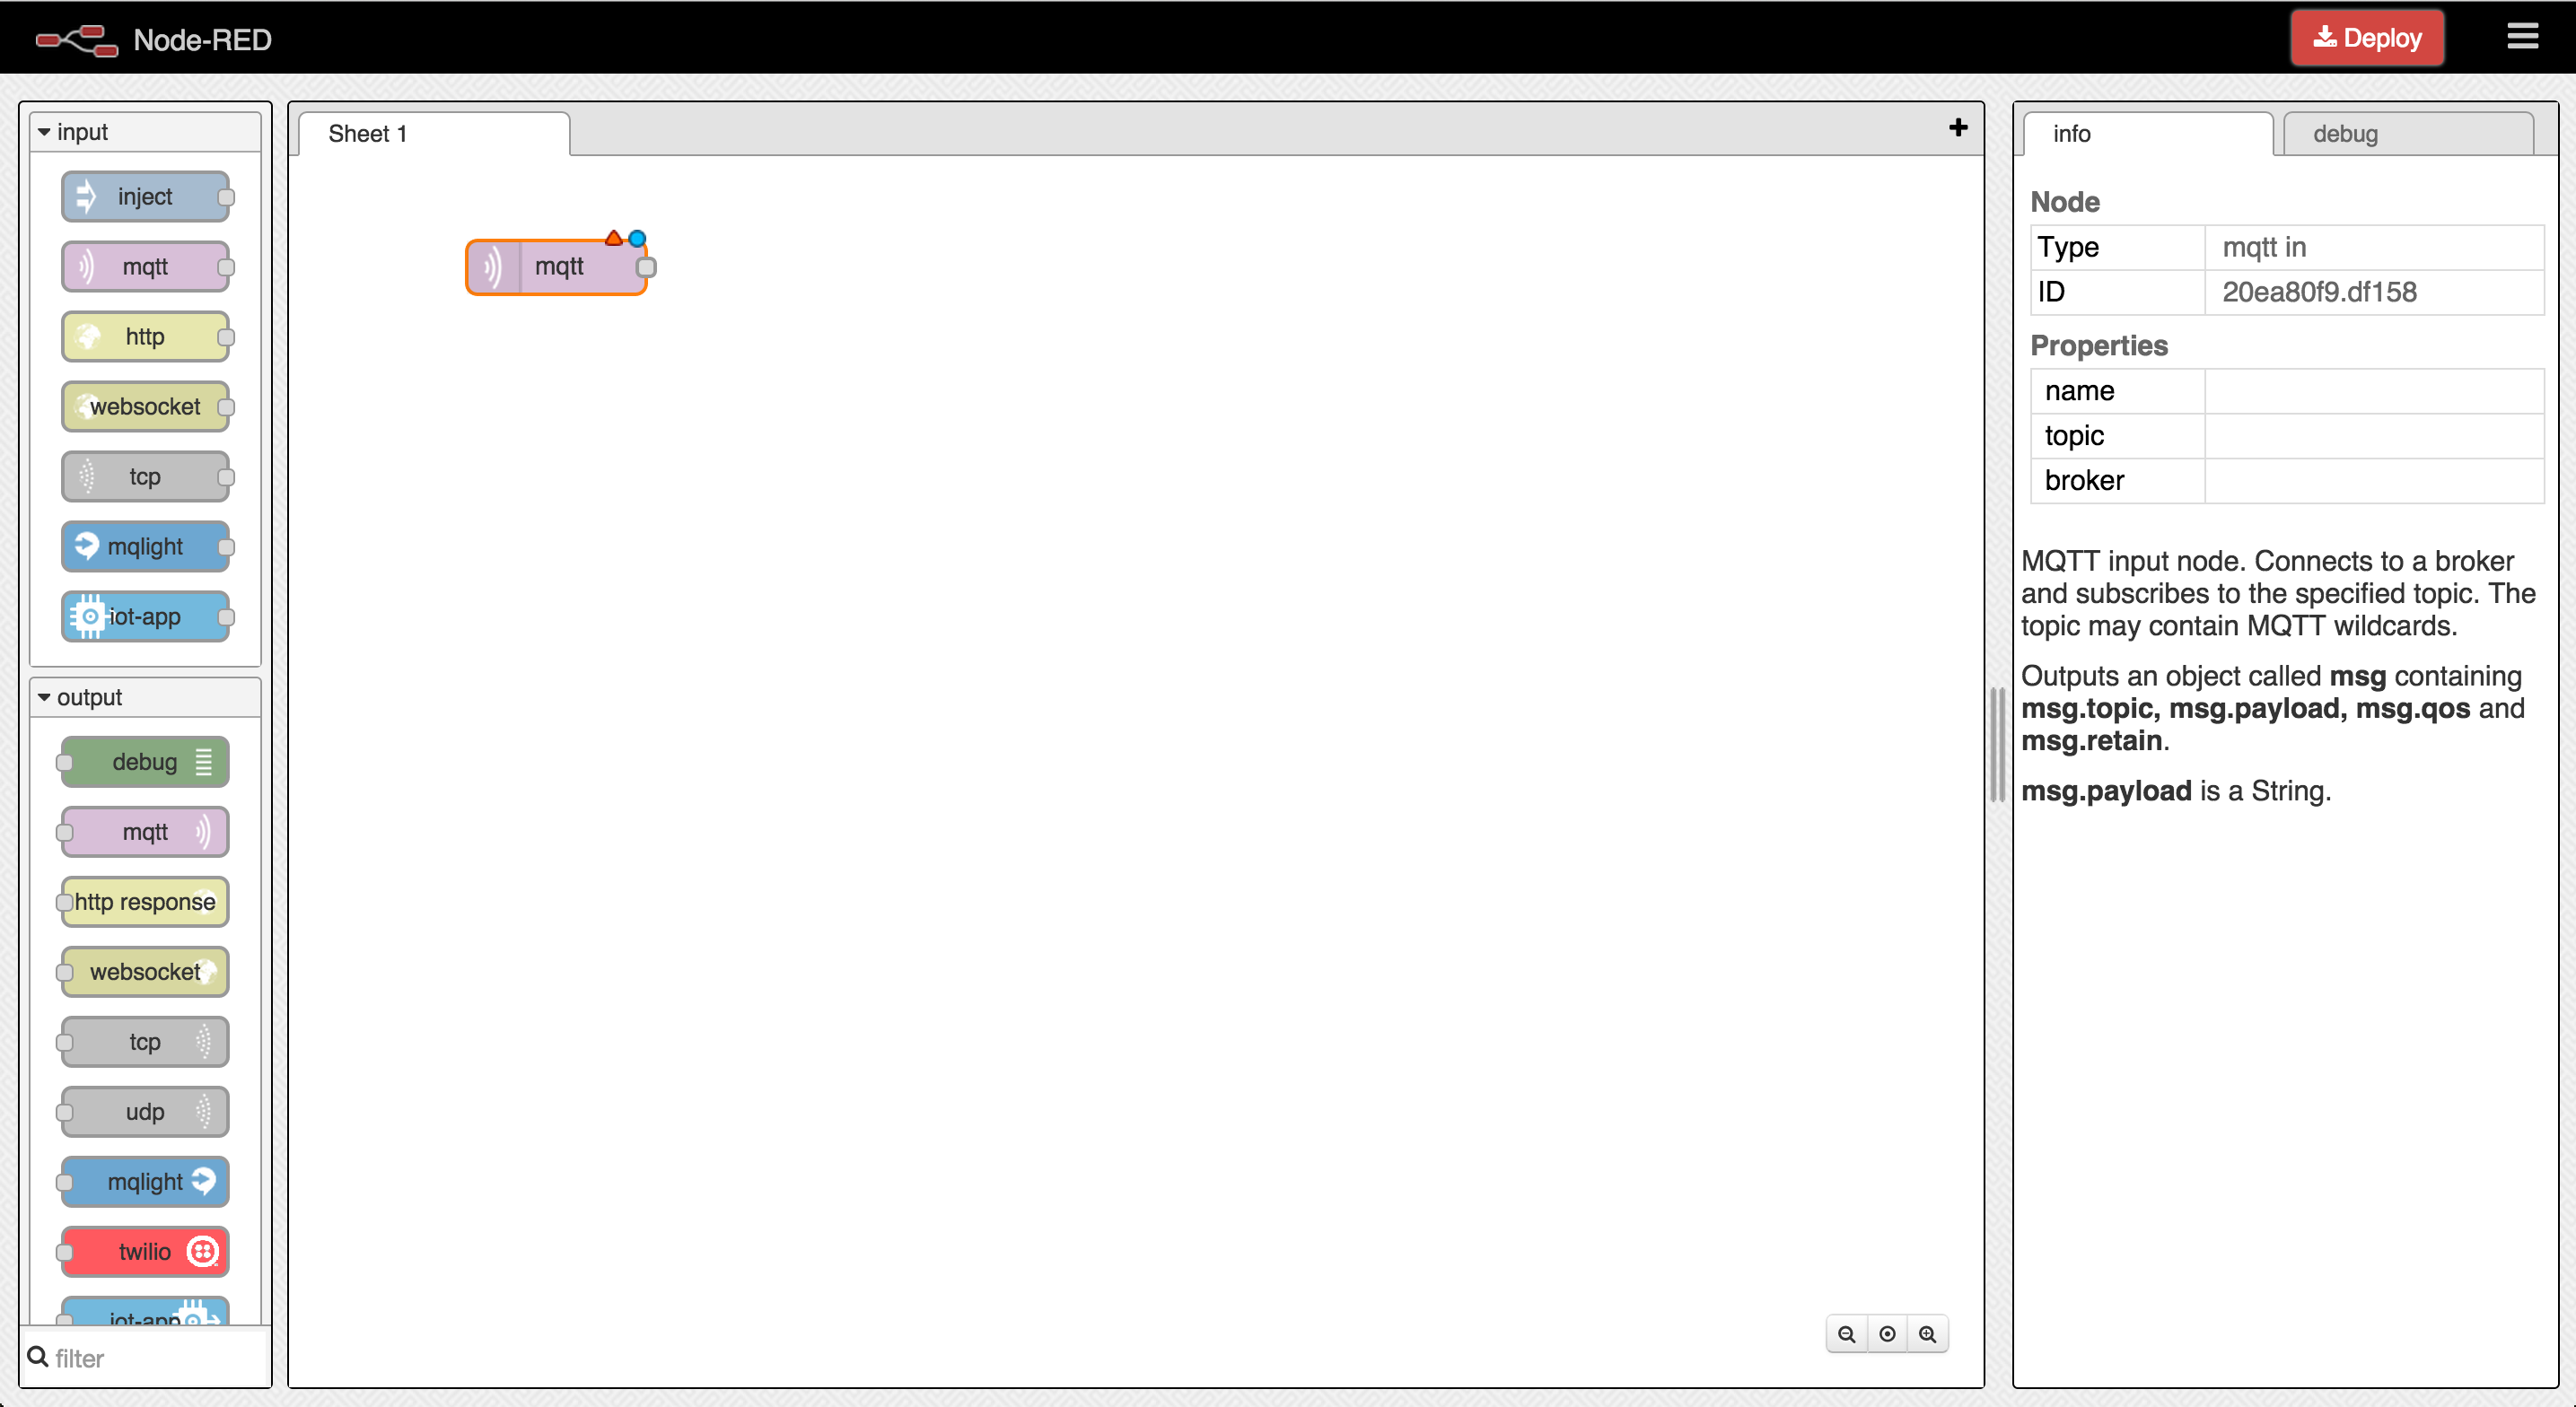 Node-RED
Deploy
input
inject
mqtt
http
websocket
tcp
mqlight
iot-app
output
debug
mqtt
http response
websocket
tcp
udp
mqlight
twilio
iot-app
filter
Sheet 1
mqtt
info
debug
Node
Type mqtt in
ID 20ea80f9.df158
Properties
name
topic
broker
MQTT input node. Connects to a broker
and subscribes to the specified topic. The
topic may contain MQTT wildcards.
Outputs an object called msg containing
msg.topic, msg.payload, msg.qos and
msg.retain.
msg.payload is a String.